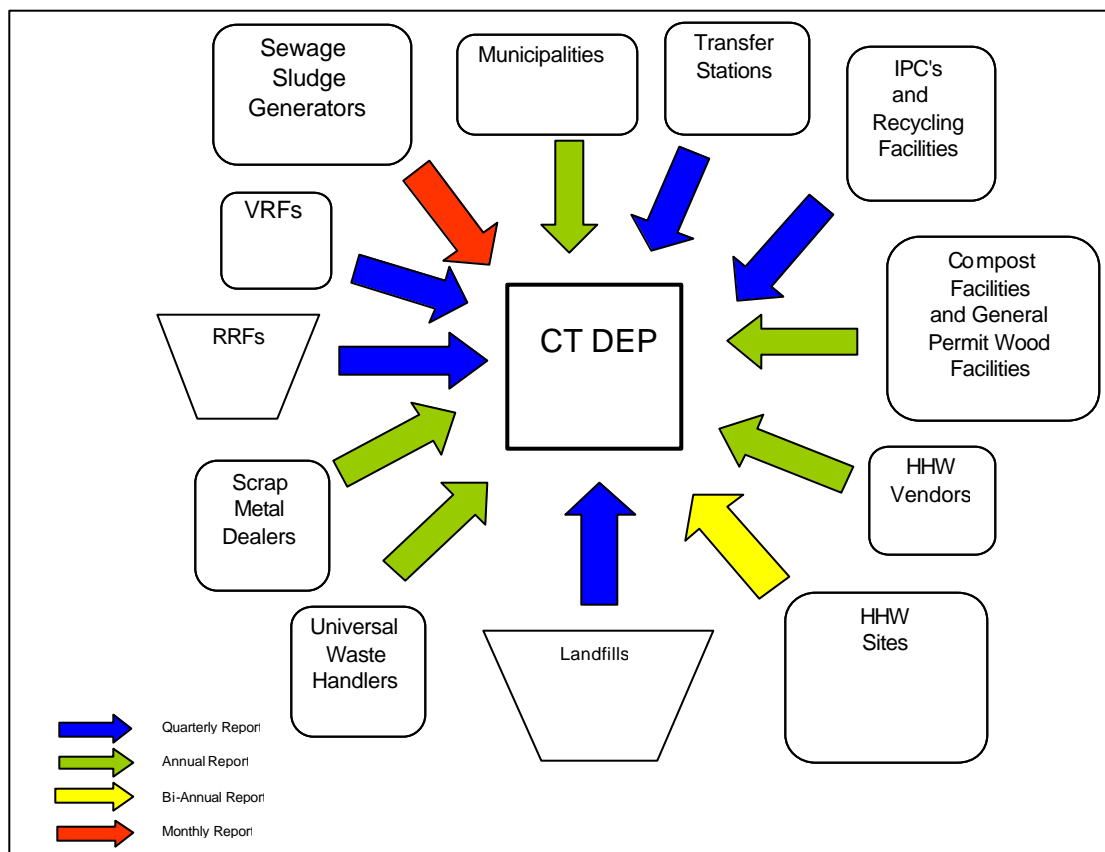 Sewage
Sludge
Generators
Municipalities
Transfer
Stations
IPC's
and
Recycling
Facilities
VRFs
RRFs
CT DEP
Compost
Facilities
and General
Permit Wood
Facilities
Scrap
Metal
Dealers
HHW
Vendors
Universal
Waste
Handlers
Landfills
HHW
Sites
Quarterly Report
Annual Report
Bi-Annual Report
Monthly Report